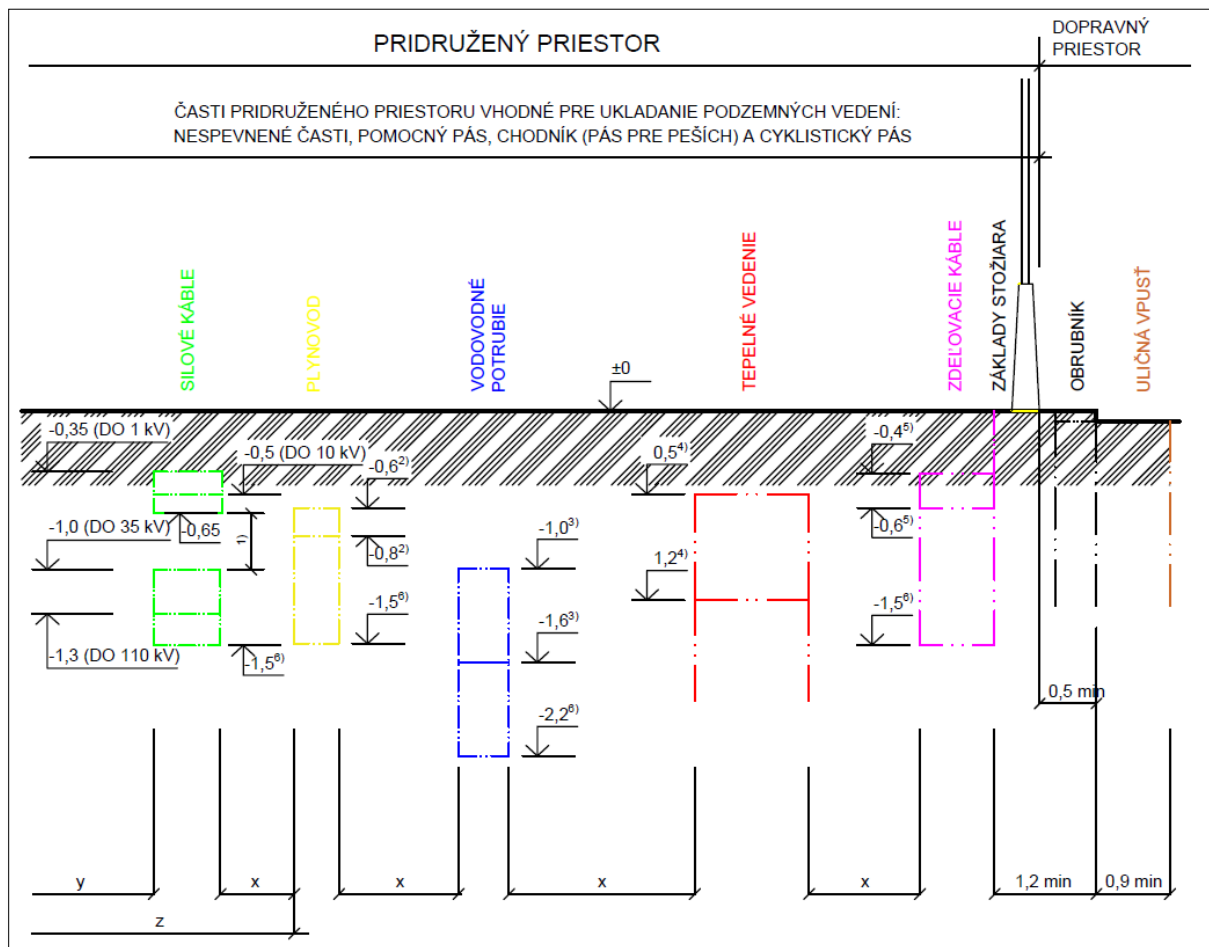 PRIDRUŽENÝ PRIESTOR
DOPRAVNÝ
PRIESTOR
ČASTI PRIDRUŽENÉHO PRIESTORU VHODNÉ PRE UKLADANIE PODZEMNÝCH VEDENÍ:
NESPEVNENÉ ČASTI, POMOCNÝ PÁS, CHODNÍK (PÁS PRE PEŠÍCH) A CYKLISTICKÝ PÁS
SILOVÉ KÁBLE
PLYNOVOD
VODOVODNÉ
POTRUBIE
TEPELNÉ VEDENIE
ZDEĽOVACIE KÁBLE
ZÁKLADY STOŽIARA
OBRUBNÍK
ULIČNÁ VPUSŤ
±0
-0,35 (DO 1 kV)
-0,5 (DO 10 kV)
-0,6²⁾
0,5⁴⁾
-0,4⁵⁾
-1,0 (DO 35 kV)
-0,65
1)
-0,8²⁾
-1,0³⁾
-0,6⁵⁾
1,2⁴⁾
-1,3 (DO 110 kV)
-1,5⁶⁾
-1,5⁶⁾
-1,6³⁾
-1,5⁶⁾
-2,2⁶⁾
0,5 min
y
x
x
x
x
1,2 min
0,9 min
z